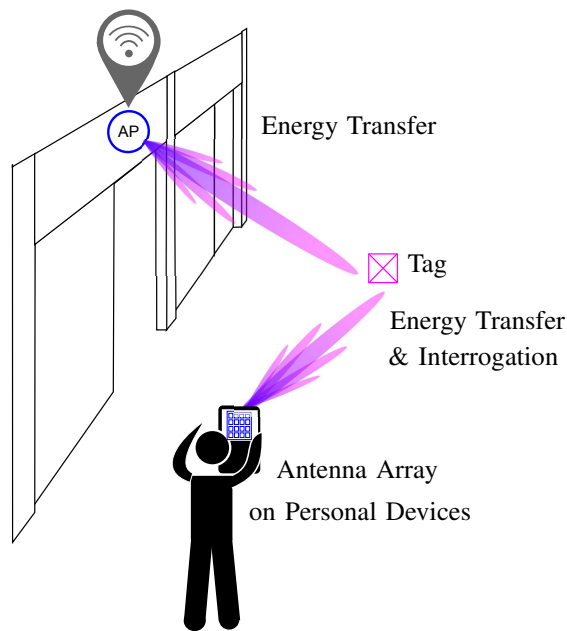 AP
Energy Transfer
Tag
Energy Transfer
& Interrogation
Antenna Array
on Personal Devices